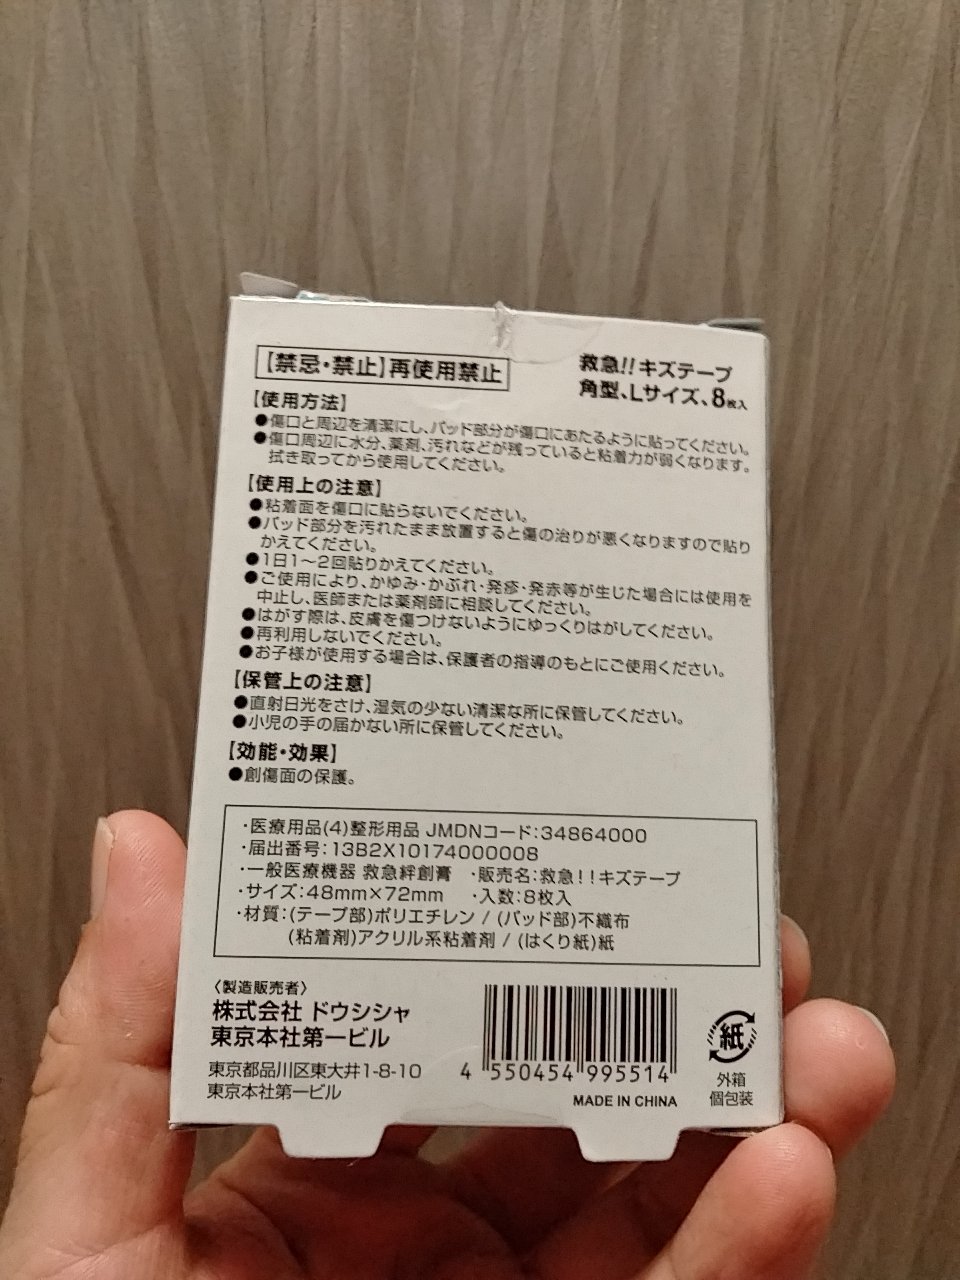 【禁忌・禁止】再使用禁止
救急!!キズテープ
角型、Lサイズ、8枚入
【使用方法】
●傷口と周辺を清潔にし、パッド部分が傷口にあたるように貼ってください。
●傷口周辺に水分、薬剤、汚れなどが残っていると粘着力が弱くなります。
拭き取ってから使用してください。
【使用上の注意】
●粘着面を傷口に貼らないでください。
●パッド部分を汚れたまま放置すると傷の治りが悪くなりますので貼り
かえてください。
●1日1〜2回貼りかえてください。
●ご使用により、かゆみ・かぶれ・発疹・発赤等が生じた場合には使用を
中止し、医師または薬剤師に相談してください。
●はがす際は、皮膚を傷つけないようにゆっくりはがしてください。
●再利用しないでください。
●お子様が使用する場合は、保護者の指導のもとにご使用ください。
【保管上の注意】
●直射日光をさけ、湿気の少ない清潔な所に保管してください。
●小児の手の届かない所に保管してください。
【効能・効果】
●創傷面の保護。
・医療用品(4)整形用品 JMDNコード:34864000
・届出番号:13B2X10174000008
・一般医療機器 救急絆創膏 ・販売名:救急!!キズテープ
・サイズ:48mm×72mm ・入数:8枚入
・材質:(テープ部)ポリエチレン / (パッド部)不織布
(粘着剤)アクリル系粘着剤 / (はくり紙)紙
〈製造販売者〉
株式会社 ドウシシャ
東京本社第一ビル
東京都品川区東大井1-8-10
東京本社第一ビル
4 550454 995514
MADE IN CHINA
紙
外箱
個包装